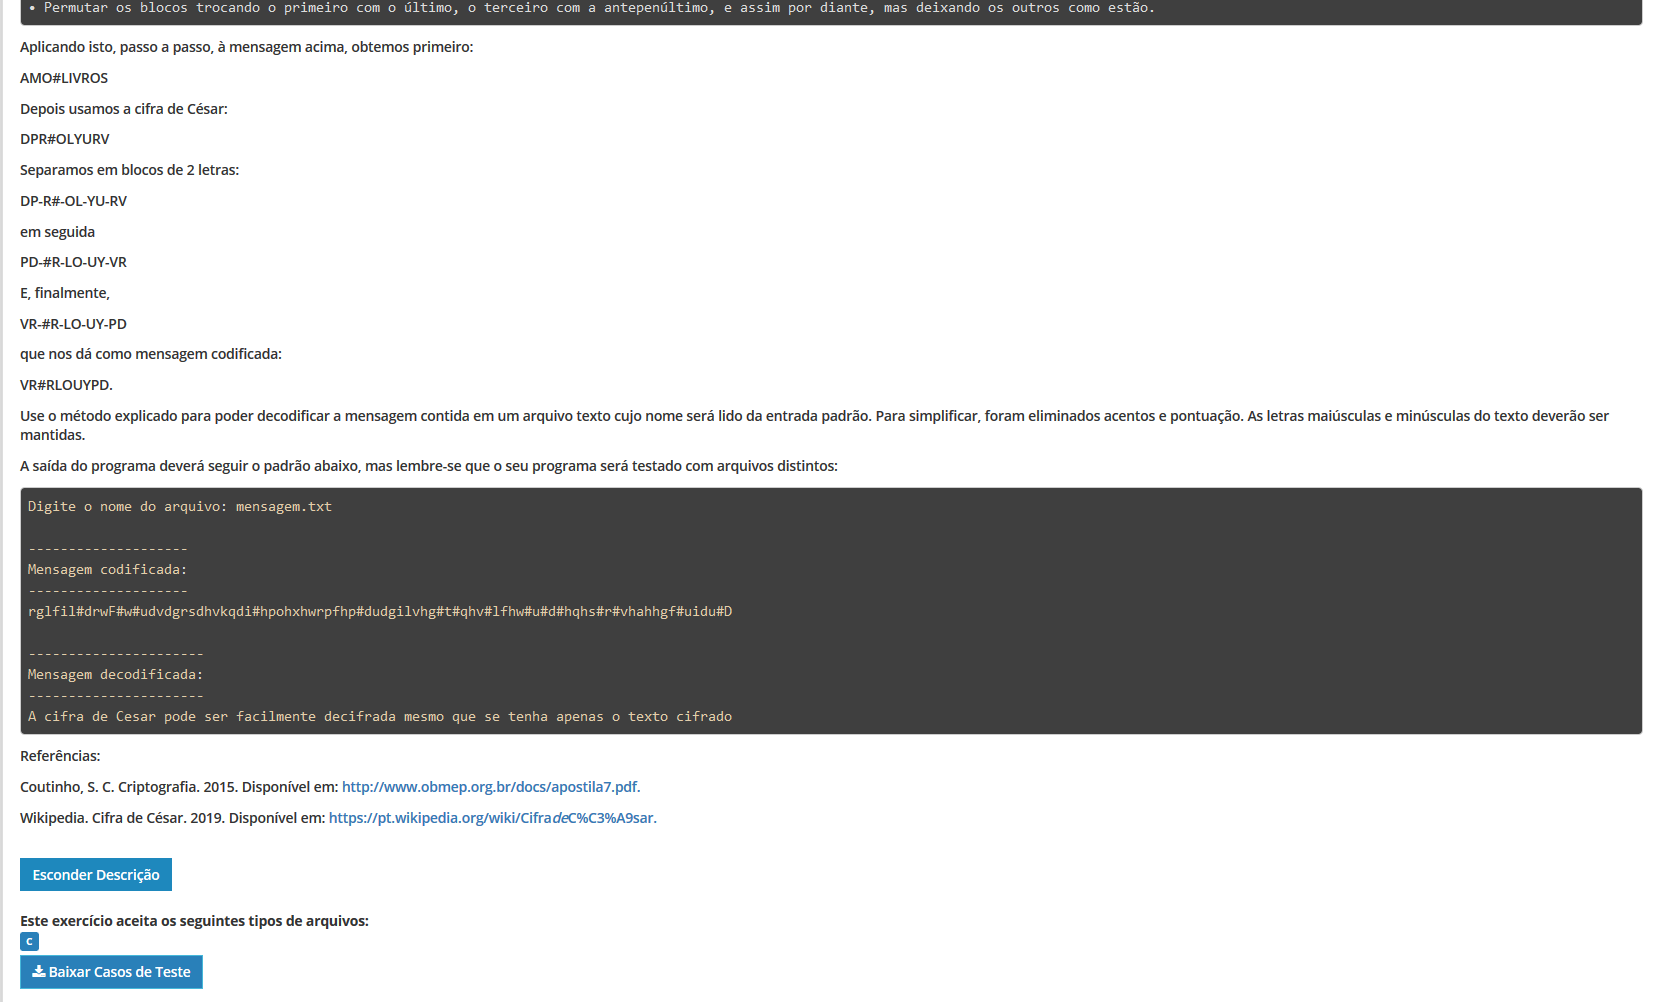 • Permutar os blocos trocando o primeiro com o último, o terceiro com a antepenúltimo, e assim por diante, mas deixando os outros como estão.
Aplicando isto, passo a passo, à mensagem acima, obtemos primeiro:
AMO#LIVROS
Depois usamos a cifra de César:
DPR#OLYURV
Separamos em blocos de 2 letras:
DP-R#-OL-YU-RV
em seguida
PD-#R-LO-UY-VR
E, finalmente,
VR-#R-LO-UY-PD
que nos dá como mensagem codificada:
VR#RLOUYPD.
Use o método explicado para poder decodificar a mensagem contida em um arquivo texto cujo nome será lido da entrada padrão. Para simplificar, foram eliminados acentos e pontuação. As letras maiúsculas e minúsculas do texto deverão ser
mantidas.
A saída do programa deverá seguir o padrão abaixo, mas lembre-se que o seu programa será testado com arquivos distintos:
Digite o nome do arquivo: mensagem.txt
--------------------
Mensagem codificada:
--------------------
rglfil#drwF#w#udvdgrsdhvkqdi#hpohxhwrpfhp#dudgilvhg#t#qhv#lfhw#u#d#hqhs#r#vhahhgf#uidu#D
----------------------
Mensagem decodificada:
----------------------
A cifra de Cesar pode ser facilmente decifrada mesmo que se tenha apenas o texto cifrado
Referências:
Coutinho, S. C. Criptografia. 2015. Disponível em: http://www.obmep.org.br/docs/apostila7.pdf.
Wikipedia. Cifra de César. 2019. Disponível em: https://pt.wikipedia.org/wiki/CifradeC%C3%A9sar.
Esconder Descrição
Este exercício aceita os seguintes tipos de arquivos:
c
Baixar Casos de Teste